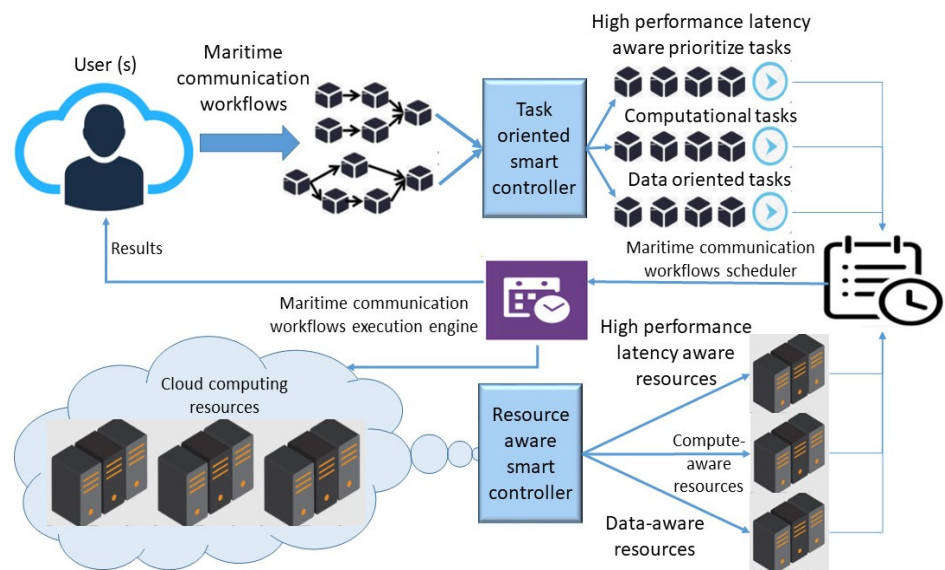 User (s)
Maritime
communication
workflows
Task
oriented
smart
controller
High performance latency
aware prioritize tasks
Computational tasks
Data oriented tasks
Results
Maritime communication
workflows scheduler
Maritime communication
workflows execution engine
Cloud computing
resources
Resource
aware
smart
controller
High performance
latency aware
resources
Compute-
aware
resources
Data-aware
resources